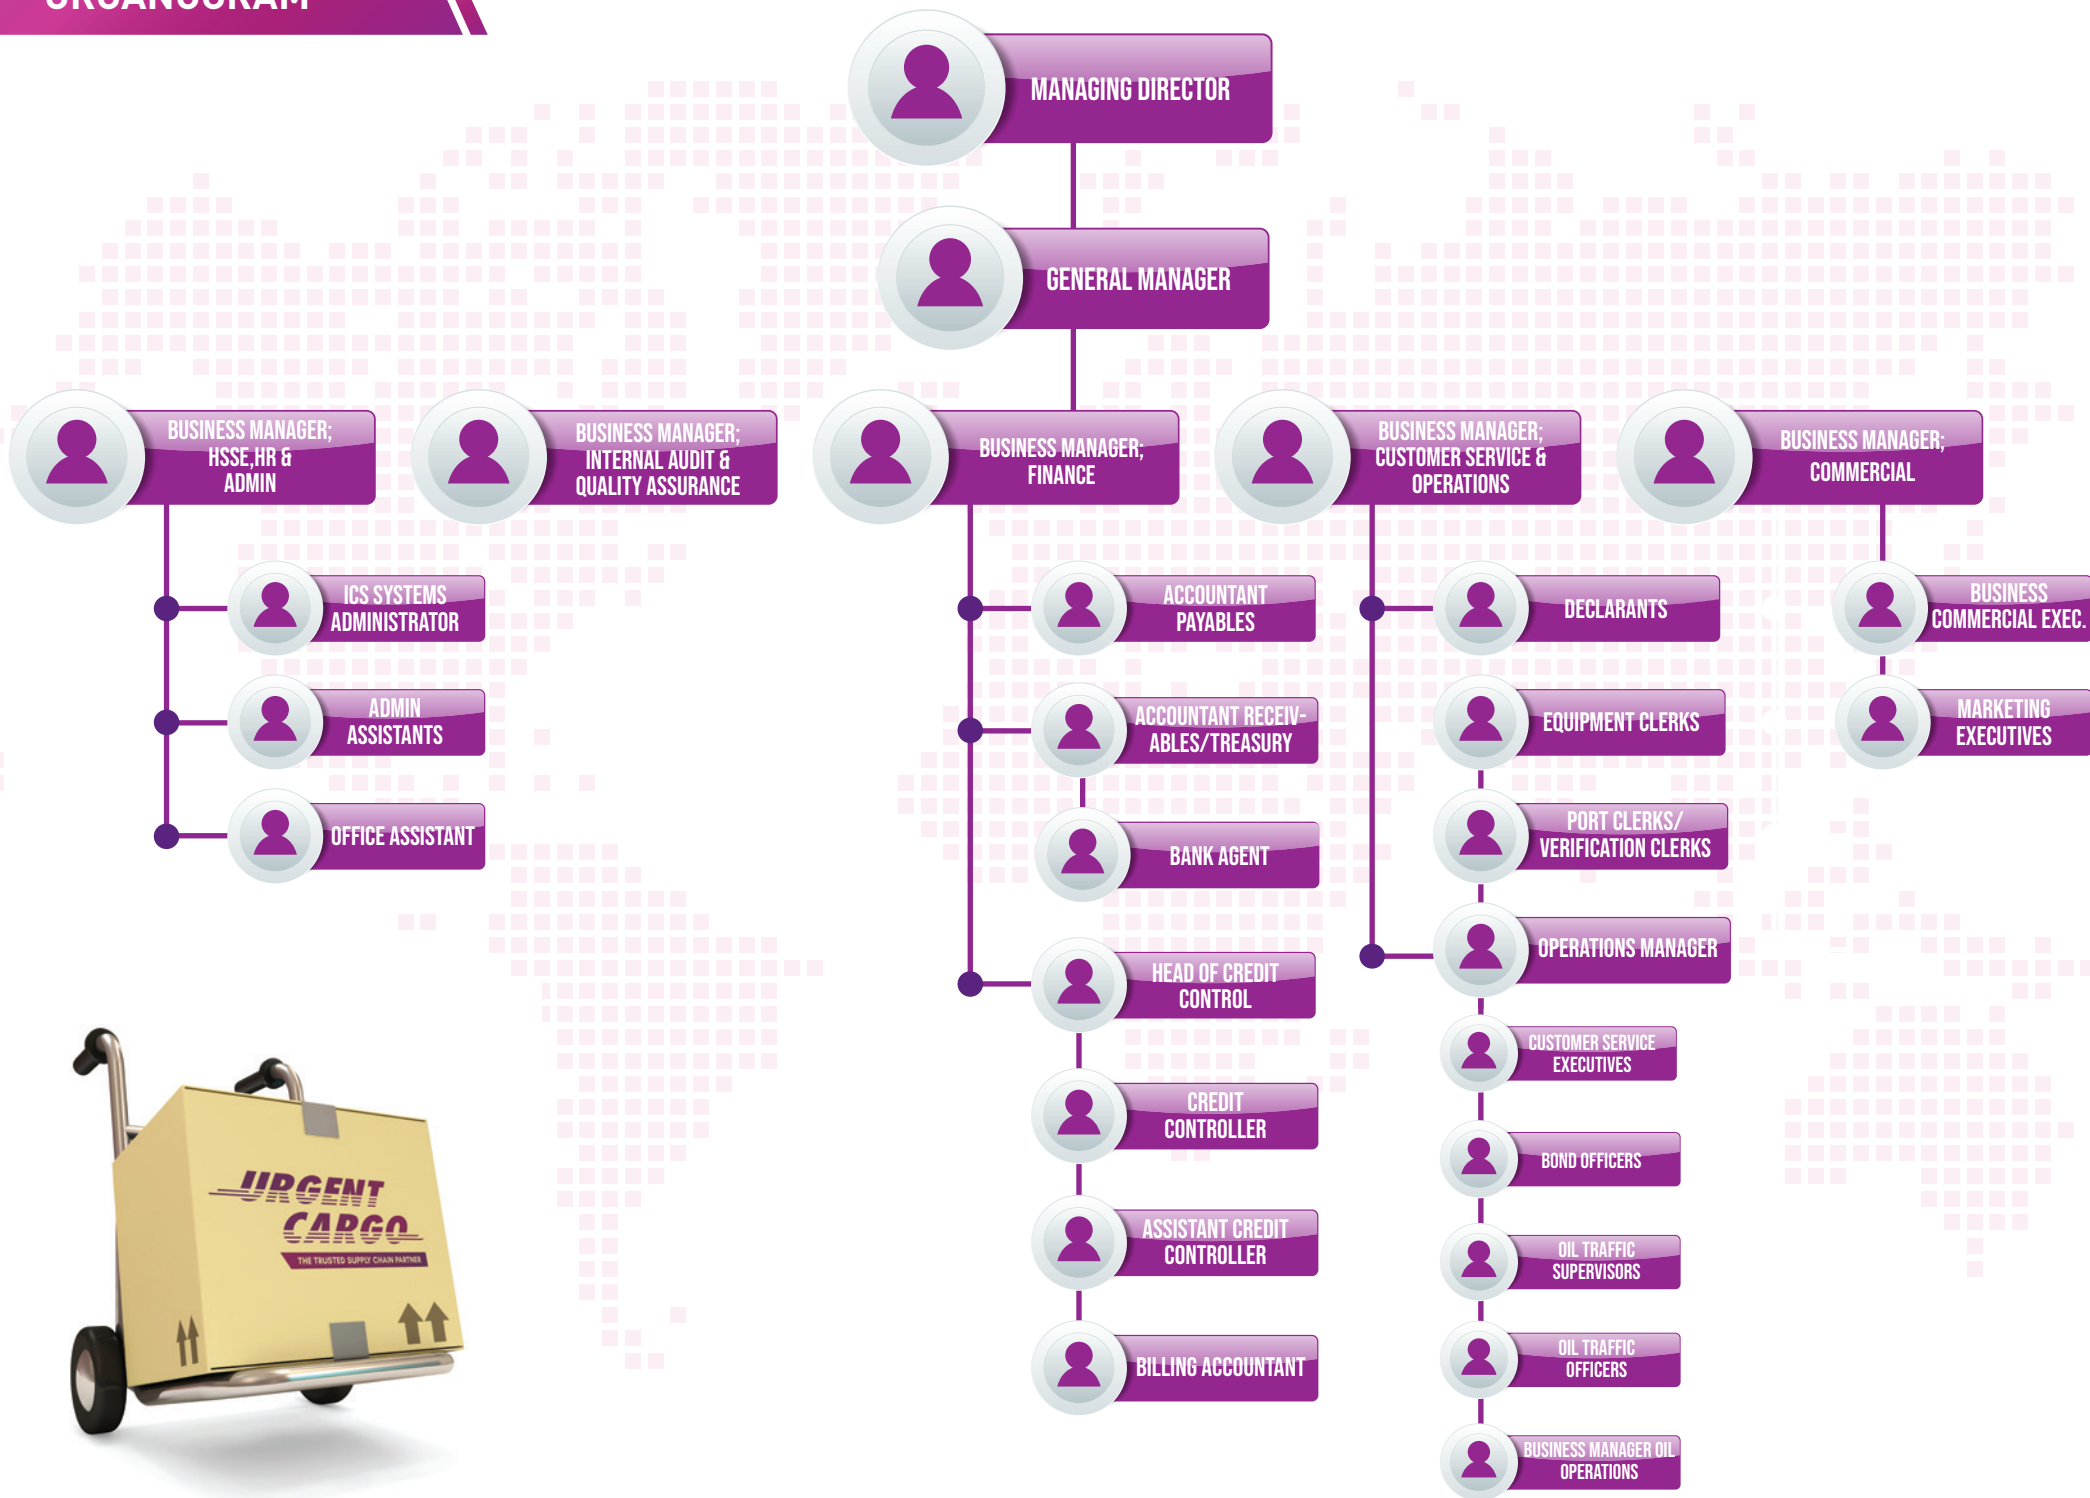 ORGANOGRAM
MANAGING DIRECTOR
GENERAL MANAGER
BUSINESS MANAGER;
HSSE,HR &
ADMIN
BUSINESS MANAGER;
INTERNAL AUDIT &
QUALITY ASSURANCE
BUSINESS MANAGER;
FINANCE
BUSINESS MANAGER;
CUSTOMER SERVICE &
OPERATIONS
BUSINESS MANAGER;
COMMERCIAL
ICS SYSTEMS
ADMINISTRATOR
ADMIN
ASSISTANTS
OFFICE ASSISTANT
ACCOUNTANT
PAYABLES
ACCOUNTANT RECEIV-
ABLES/TREASURY
BANK AGENT
HEAD OF CREDIT
CONTROL
CREDIT
CONTROLLER
ASSISTANT CREDIT
CONTROLLER
BILLING ACCOUNTANT
DECLARANTS
EQUIPMENT CLERKS
PORT CLERKS/
VERIFICATION CLERKS
OPERATIONS MANAGER
CUSTOMER SERVICE
EXECUTIVES
BOND OFFICERS
OIL TRAFFIC
SUPERVISORS
OIL TRAFFIC
OFFICERS
BUSINESS MANAGER OIL
OPERATIONS
BUSINESS
COMMERCIAL EXEC.
MARKETING
EXECUTIVES
URGENT
CARGO
THE TRUSTED SUPPLY CHAIN PARTNER